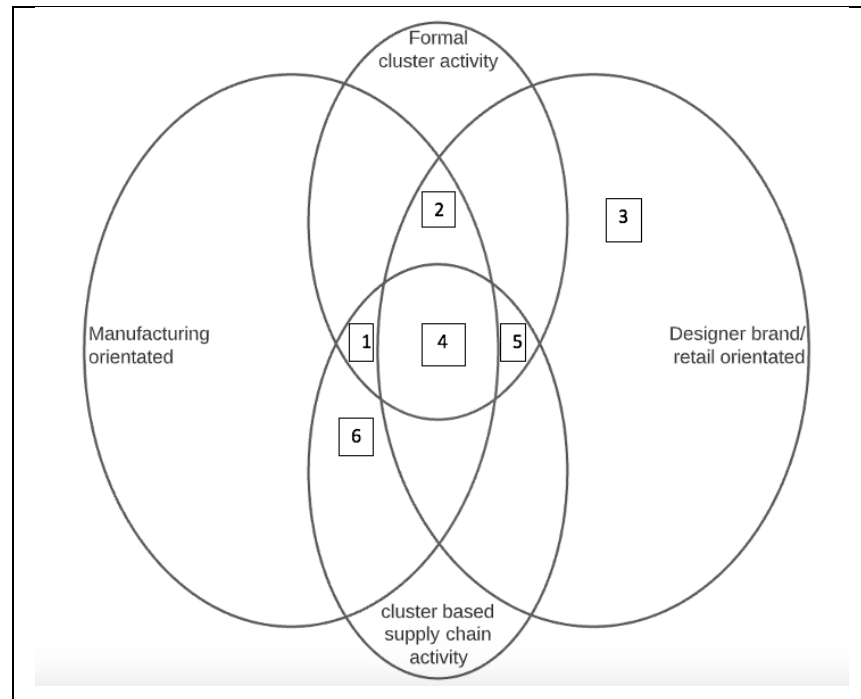 Formal
cluster activity
2
3
Manufacturing
orientated
1
4
5
Designer brand/
retail orientated
6
cluster based
supply chain
activity